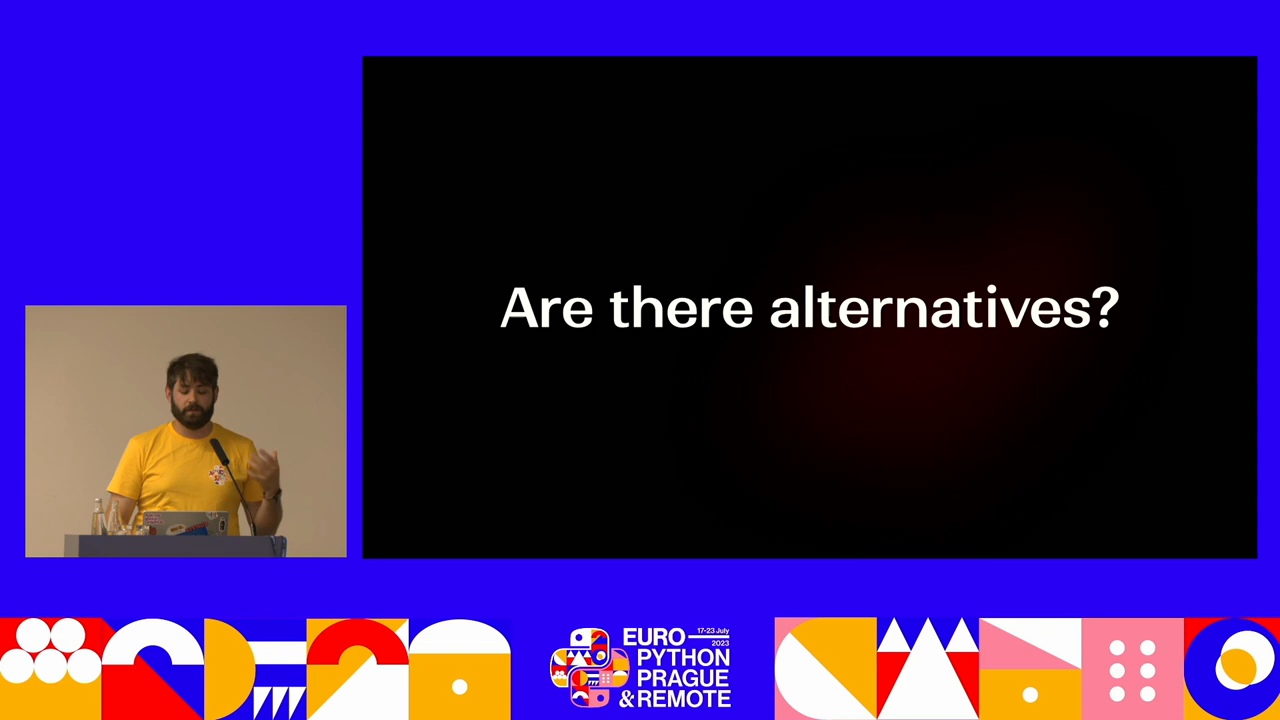 Are there alternatives?
EURO
17-23 July
2023
PYTHON
PRAGUE
& REMOTE